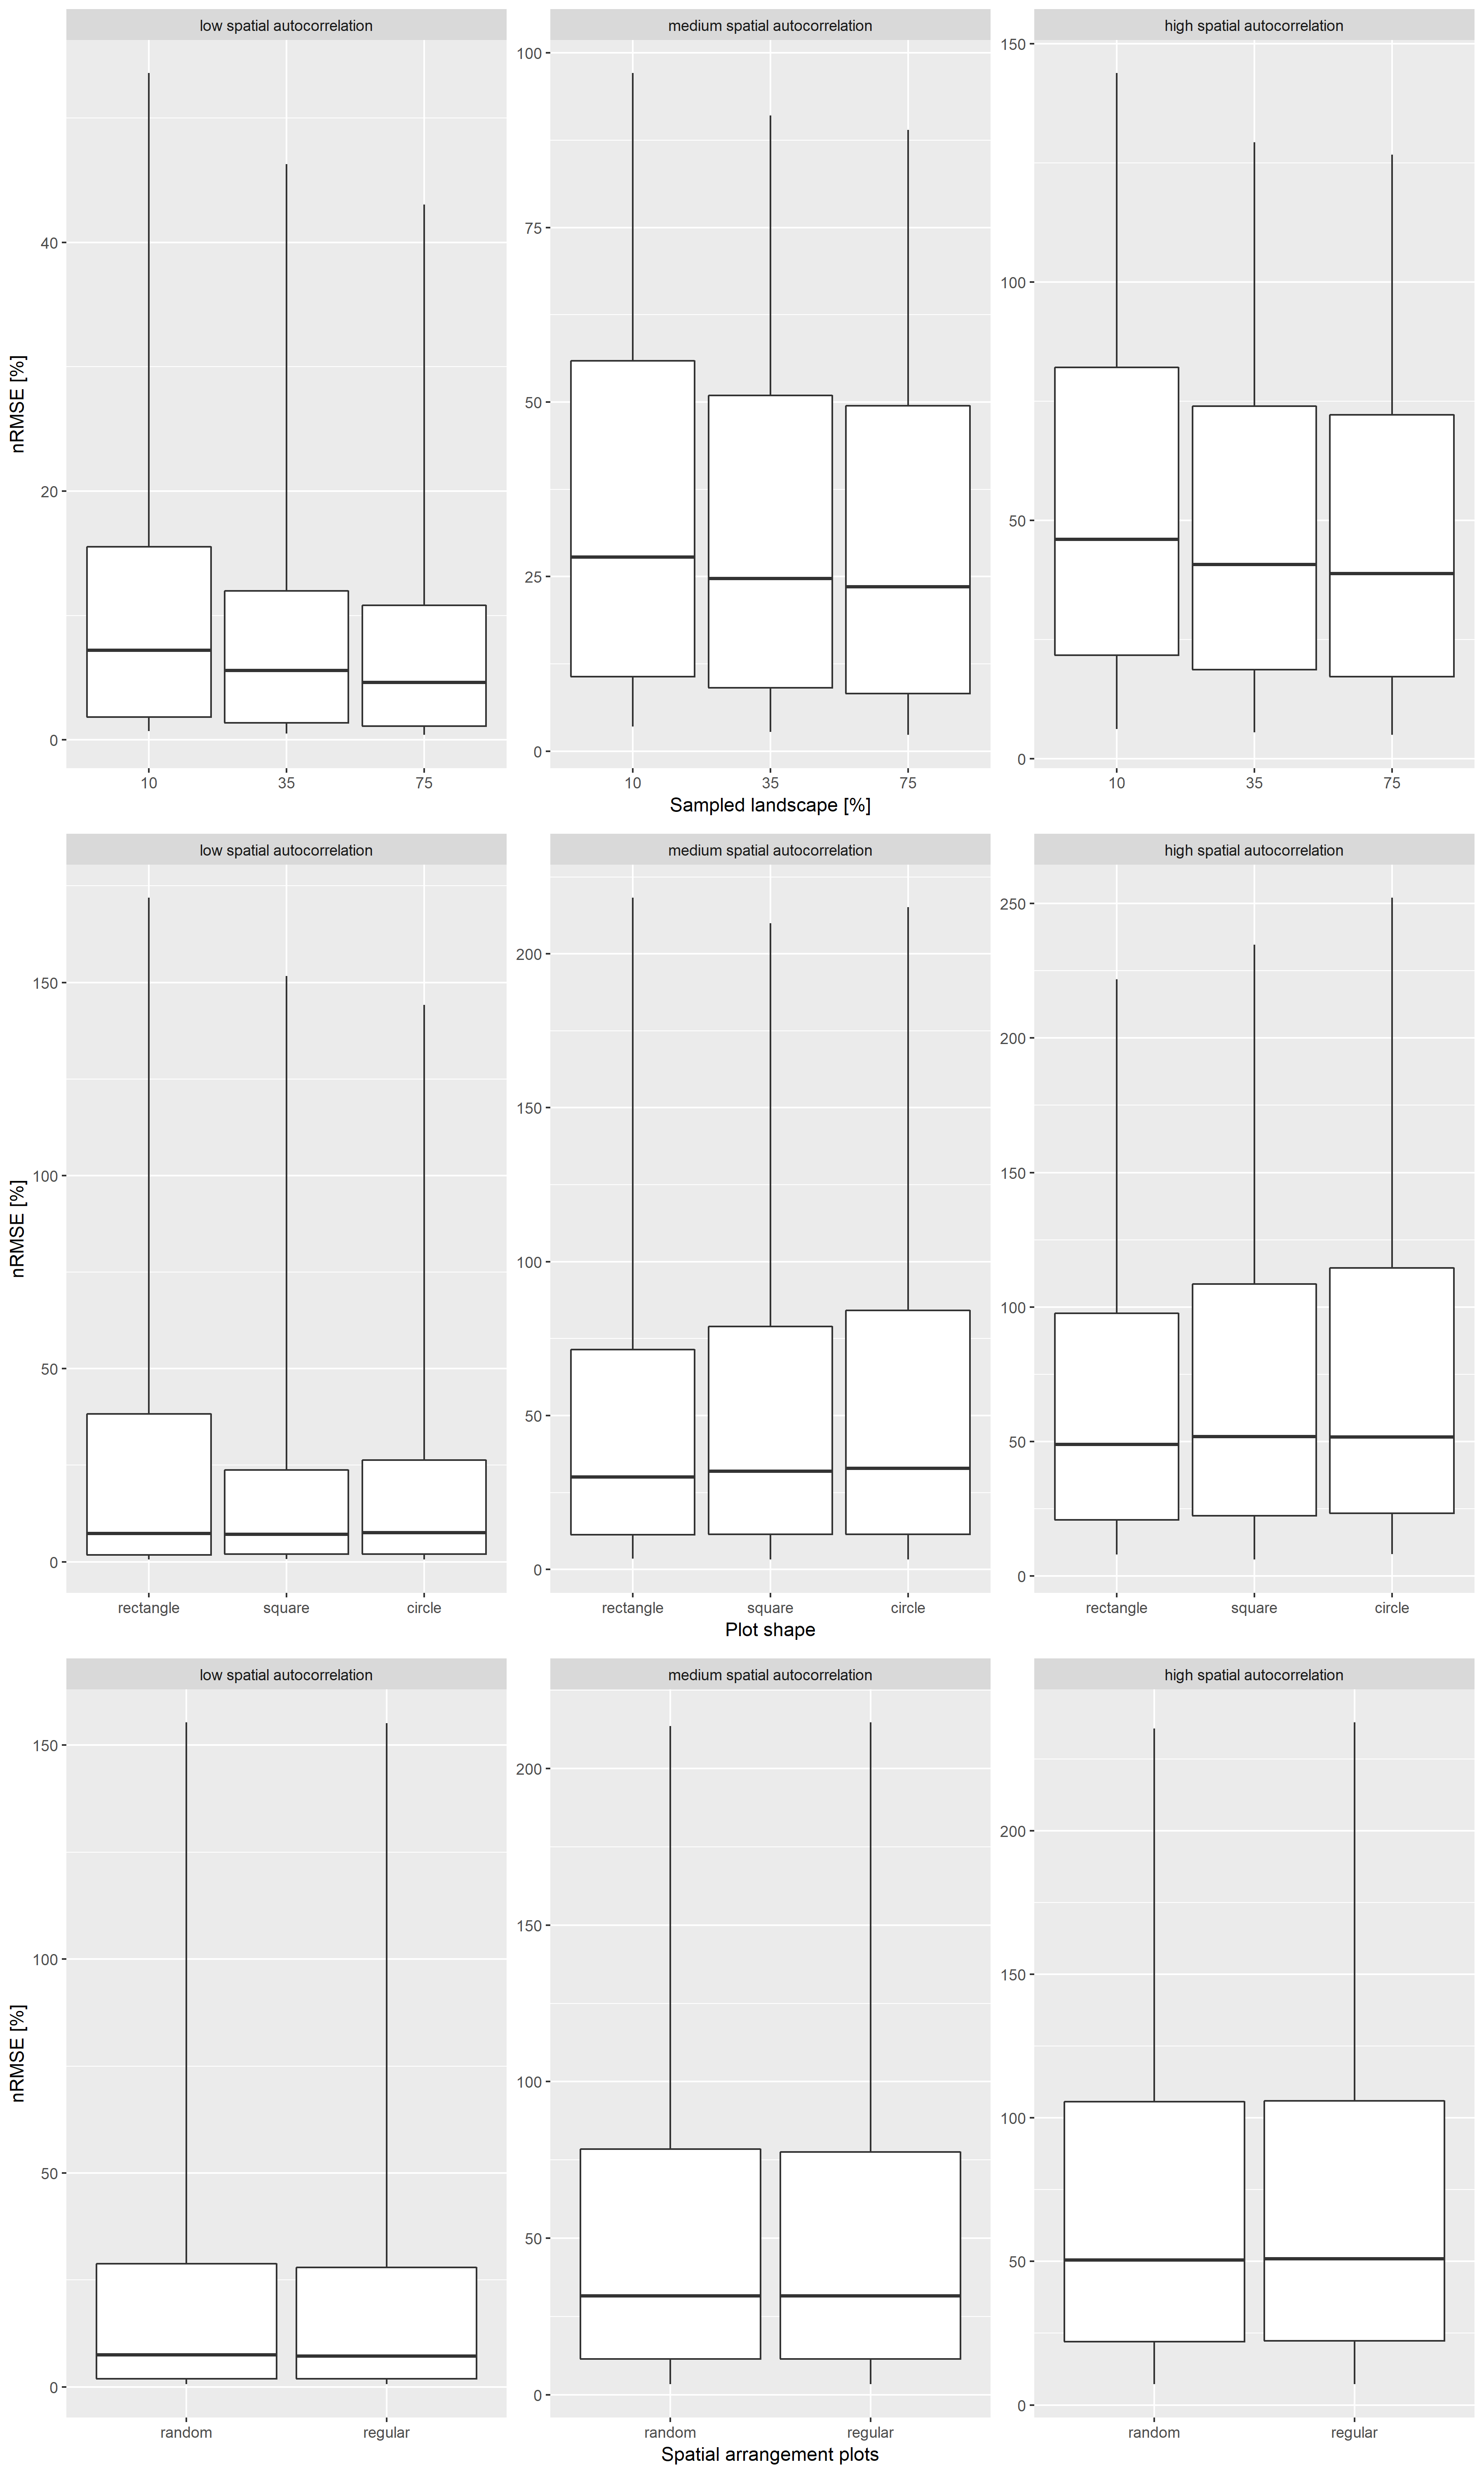 low spatial autocorrelation
medium spatial autocorrelation
high spatial autocorrelation
nRMSE [%]
40
20
0
100
75
50
25
0
150
100
50
0
10 35 75
10 35 75
10 35 75
Sampled landscape [%]
low spatial autocorrelation
medium spatial autocorrelation
high spatial autocorrelation
nRMSE [%]
150
100
50
0
200
150
100
50
0
250
200
150
100
50
0
rectangle square circle
rectangle square circle
rectangle square circle
Plot shape
low spatial autocorrelation
medium spatial autocorrelation
high spatial autocorrelation
nRMSE [%]
150
100
50
0
200
150
100
50
0
200
150
100
50
0
random regular
random regular
random regular
Spatial arrangement plots